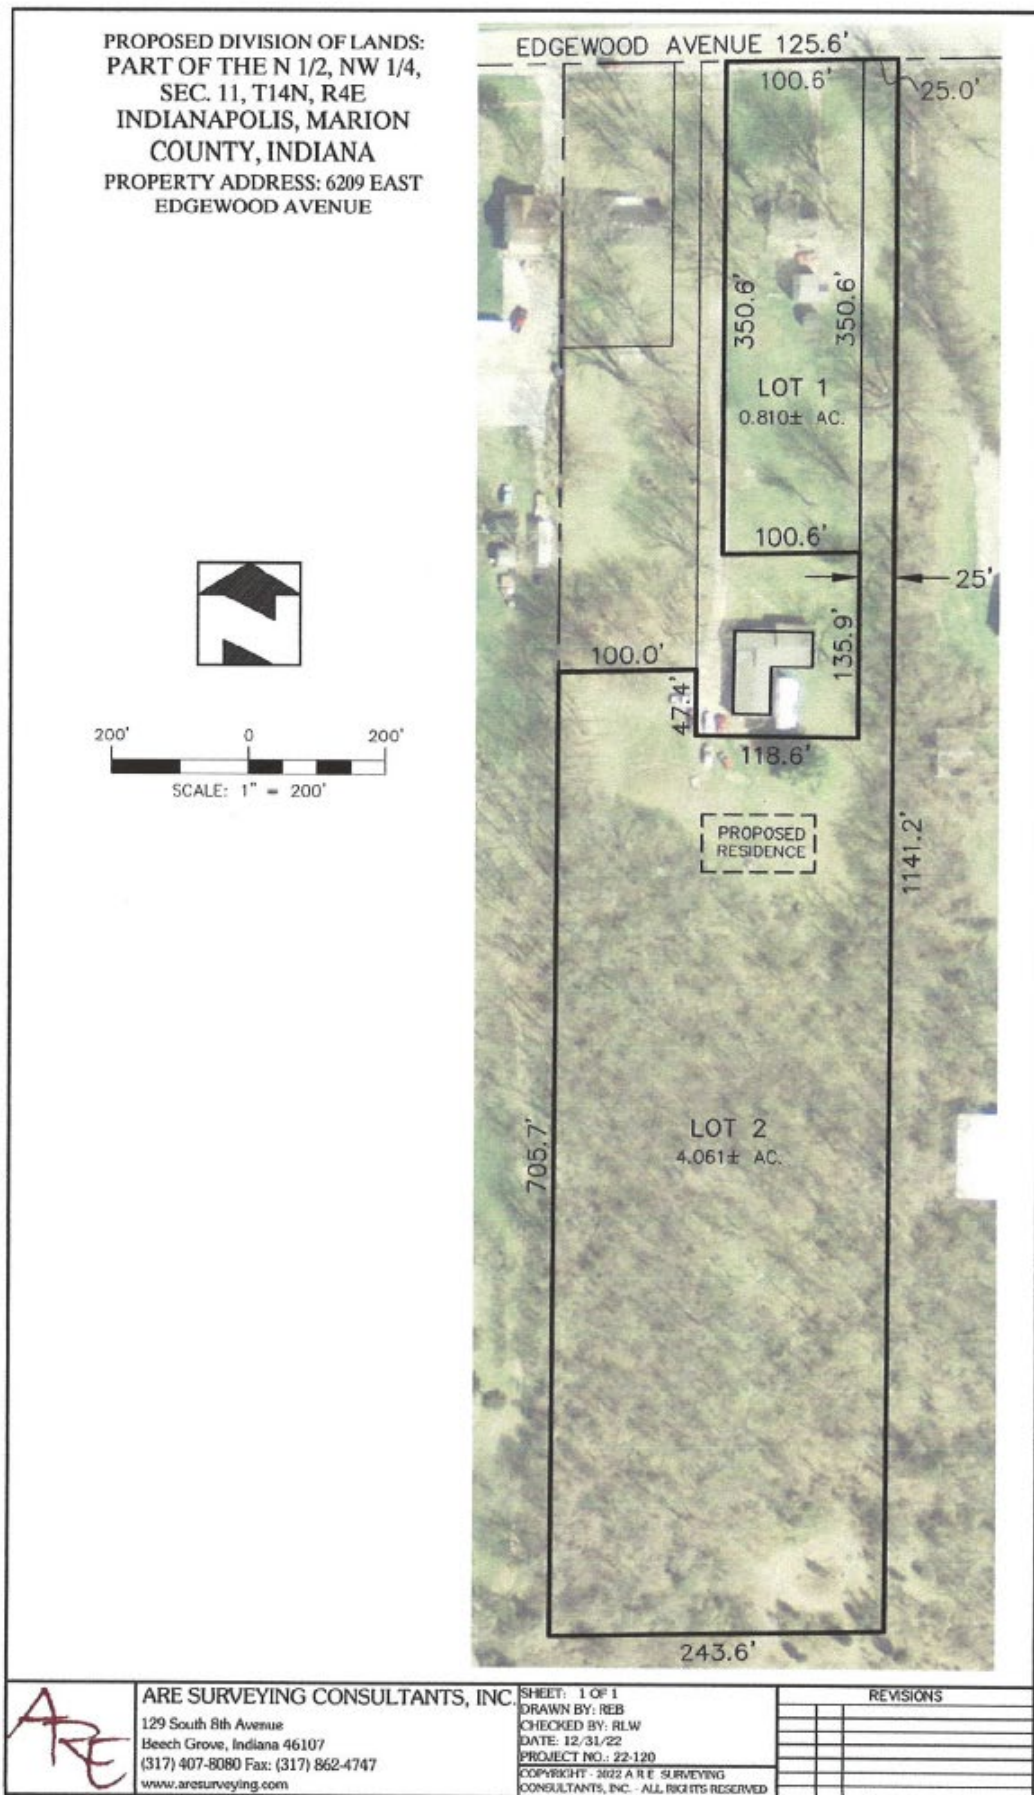 PROPOSED DIVISION OF LANDS:
PART OF THE N 1/2, NW 1/4,
SEC. 11, T14N, R4E
INDIANAPOLIS, MARION
COUNTY, INDIANA
PROPERTY ADDRESS: 6209 EAST
EDGEWOOD AVENUE
EDGEWOOD AVENUE 125.6'
100.6'
25.0'
350.6'
350.6'
LOT 1
0.810± AC.
100.6'
25'
135.9'
100.0'
47.4'
118.6'
200' 0 200'
SCALE: 1" = 200'
PROPOSED
RESIDENCE
1141.2'
705.7'
LOT 2
4.061± AC.
243.6'
ARE
ARE SURVEYING CONSULTANTS, INC.
129 South 8th Avenue
Beech Grove, Indiana 46107
(317) 407-8080 Fax: (317) 862-4747
www.aresurveying.com
SHEET: 1 OF 1
DRAWN BY: REB
CHECKED BY: RLW
DATE: 12/31/22
PROJECT NO.: 22-120
COPYRIGHT - 2022 A R E SURVEYING
CONSULTANTS, INC. - ALL RIGHTS RESERVED
REVISIONS